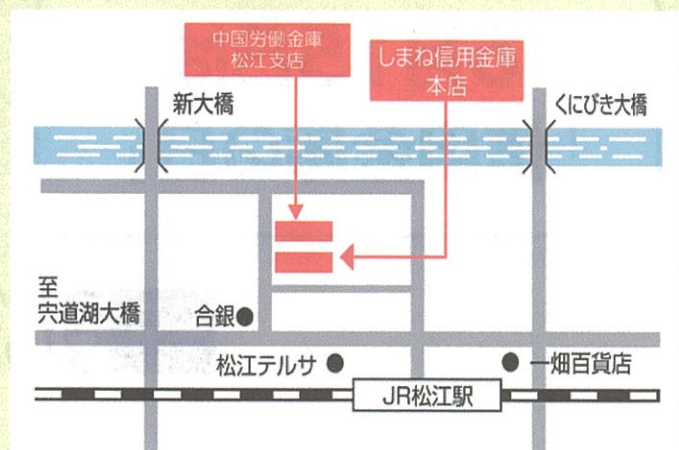 中国労働金庫
松江支店
しまね信用金庫
本店
新大橋
くにびき大橋
至
宍道湖大橋
合銀●
松江テルサ ●
● 一畑百貨店
JR松江駅